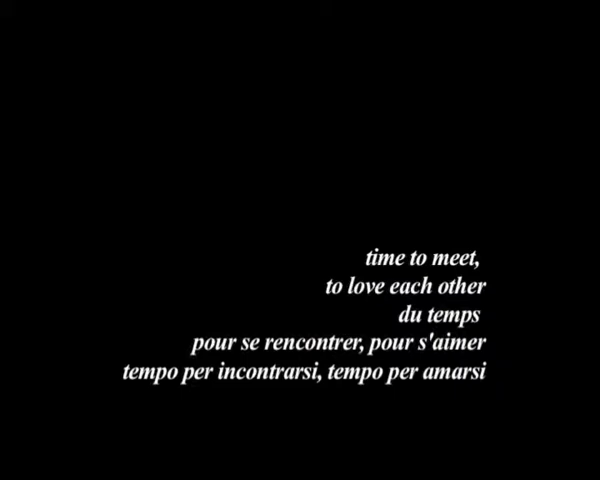 time to meet,
to love each other
du temps
pour se rencontrer, pour s'aimer
tempo per incontrarsi, tempo per amarsi